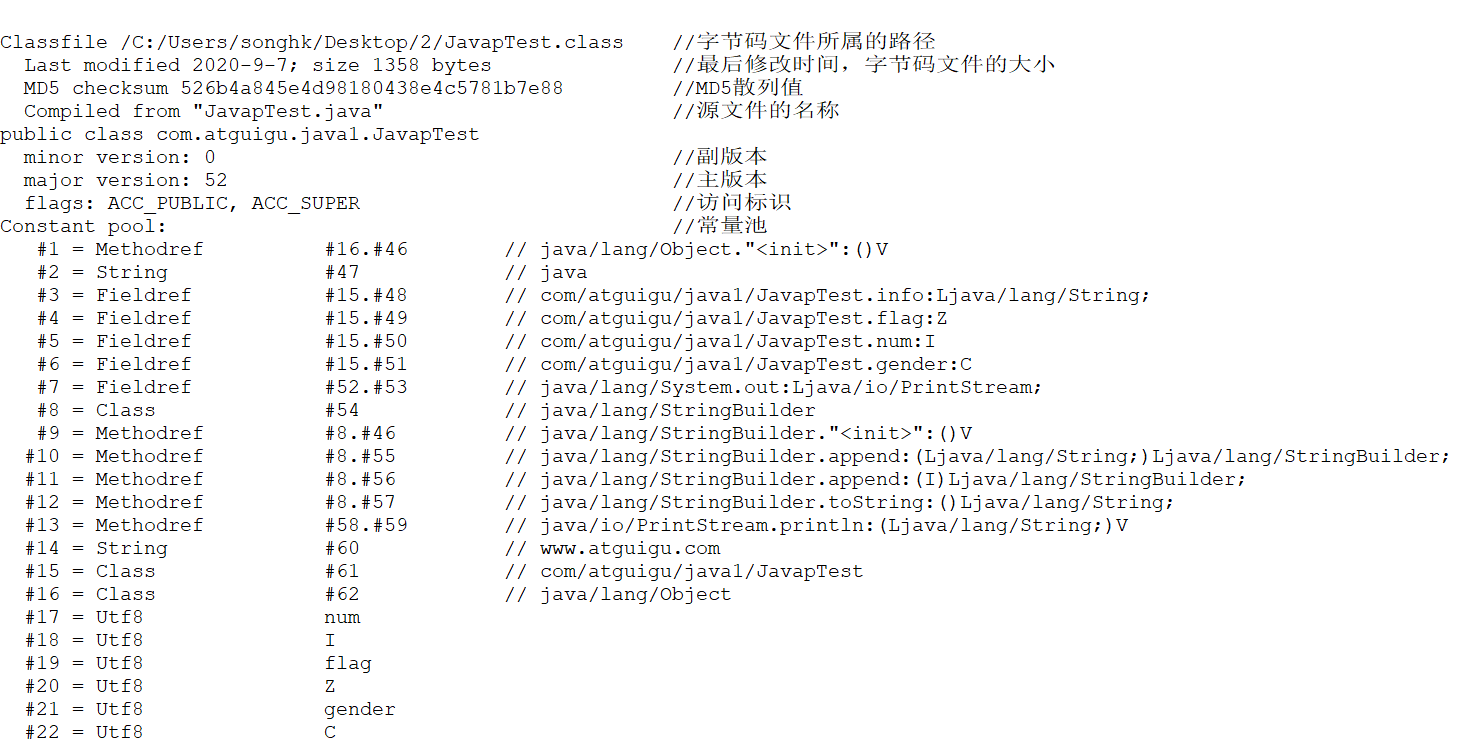 Classfile /C:/Users/songhk/Desktop/2/JavapTest.class    //字节码文件所属的路径
  Last modified 2020-9-7; size 1358 bytes               //最后修改时间，字节码文件的大小
  MD5 checksum 526b4a845e4d98180438e4c5781b7e88         //MD5散列值
  Compiled from "JavapTest.java"                        //源文件的名称
public class com.atguigu.java1.JavapTest
  minor version: 0                                      //副版本
  major version: 52                                     //主版本
  flags: ACC_PUBLIC, ACC_SUPER                          //访问标识
Constant pool:                                          //常量池
   #1 = Methodref          #16.#46        // java/lang/Object."<init>":()V
   #2 = String             #47            // java
   #3 = Fieldref           #15.#48        // com/atguigu/java1/JavapTest.info:Ljava/lang/String;
   #4 = Fieldref           #15.#49        // com/atguigu/java1/JavapTest.flag:Z
   #5 = Fieldref           #15.#50        // com/atguigu/java1/JavapTest.num:I
   #6 = Fieldref           #15.#51        // com/atguigu/java1/JavapTest.gender:C
   #7 = Fieldref           #52.#53        // java/lang/System.out:Ljava/io/PrintStream;
   #8 = Class              #54            // java/lang/StringBuilder
   #9 = Methodref          #8.#46         // java/lang/StringBuilder."<init>":()V
  #10 = Methodref          #8.#55         // java/lang/StringBuilder.append:(Ljava/lang/String;)Ljava/lang/StringBuilder;
  #11 = Methodref          #8.#56         // java/lang/StringBuilder.append:(I)Ljava/lang/StringBuilder;
  #12 = Methodref          #8.#57         // java/lang/StringBuilder.toString:()Ljava/lang/String;
  #13 = Methodref          #58.#59        // java/io/PrintStream.println:(Ljava/lang/String;)V
  #14 = String             #60            // www.atguigu.com
  #15 = Class              #61            // com/atguigu/java1/JavapTest
  #16 = Class              #62            // java/lang/Object
  #17 = Utf8               num
  #18 = Utf8               I
  #19 = Utf8               flag
  #20 = Utf8               Z
  #21 = Utf8               gender
  #22 = Utf8               C